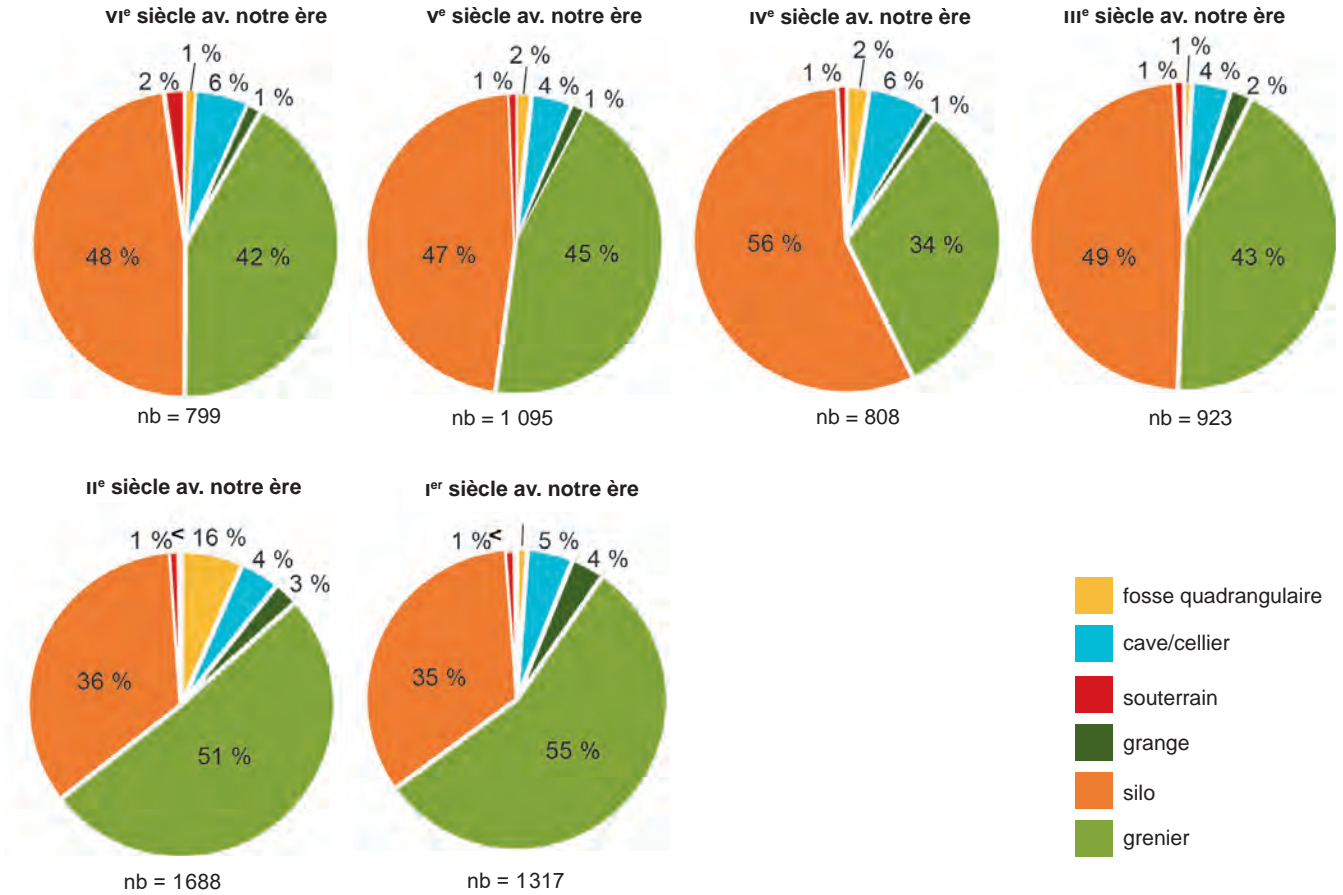 VIe siècle av. notre ère
1 %
2 %
6 %
1 %
48 %
42 %
nb = 799
Ve siècle av. notre ère
2 %
1 %
4 %
1 %
47 %
45 %
nb = 1 095
IVe siècle av. notre ère
2 %
1 %
6 %
1 %
56 %
34 %
nb = 808
IIIe siècle av. notre ère
1 %
1 %
4 %
2 %
49 %
43 %
nb = 923
IIe siècle av. notre ère
1 %< 16 %
4 %
3 %
36 %
51 %
nb = 1688
Ier siècle av. notre ère
1 %<
5 %
4 %
35 %
55 %
nb = 1317
fosse quadrangulaire
cave/cellier
souterrain
grange
silo
grenier